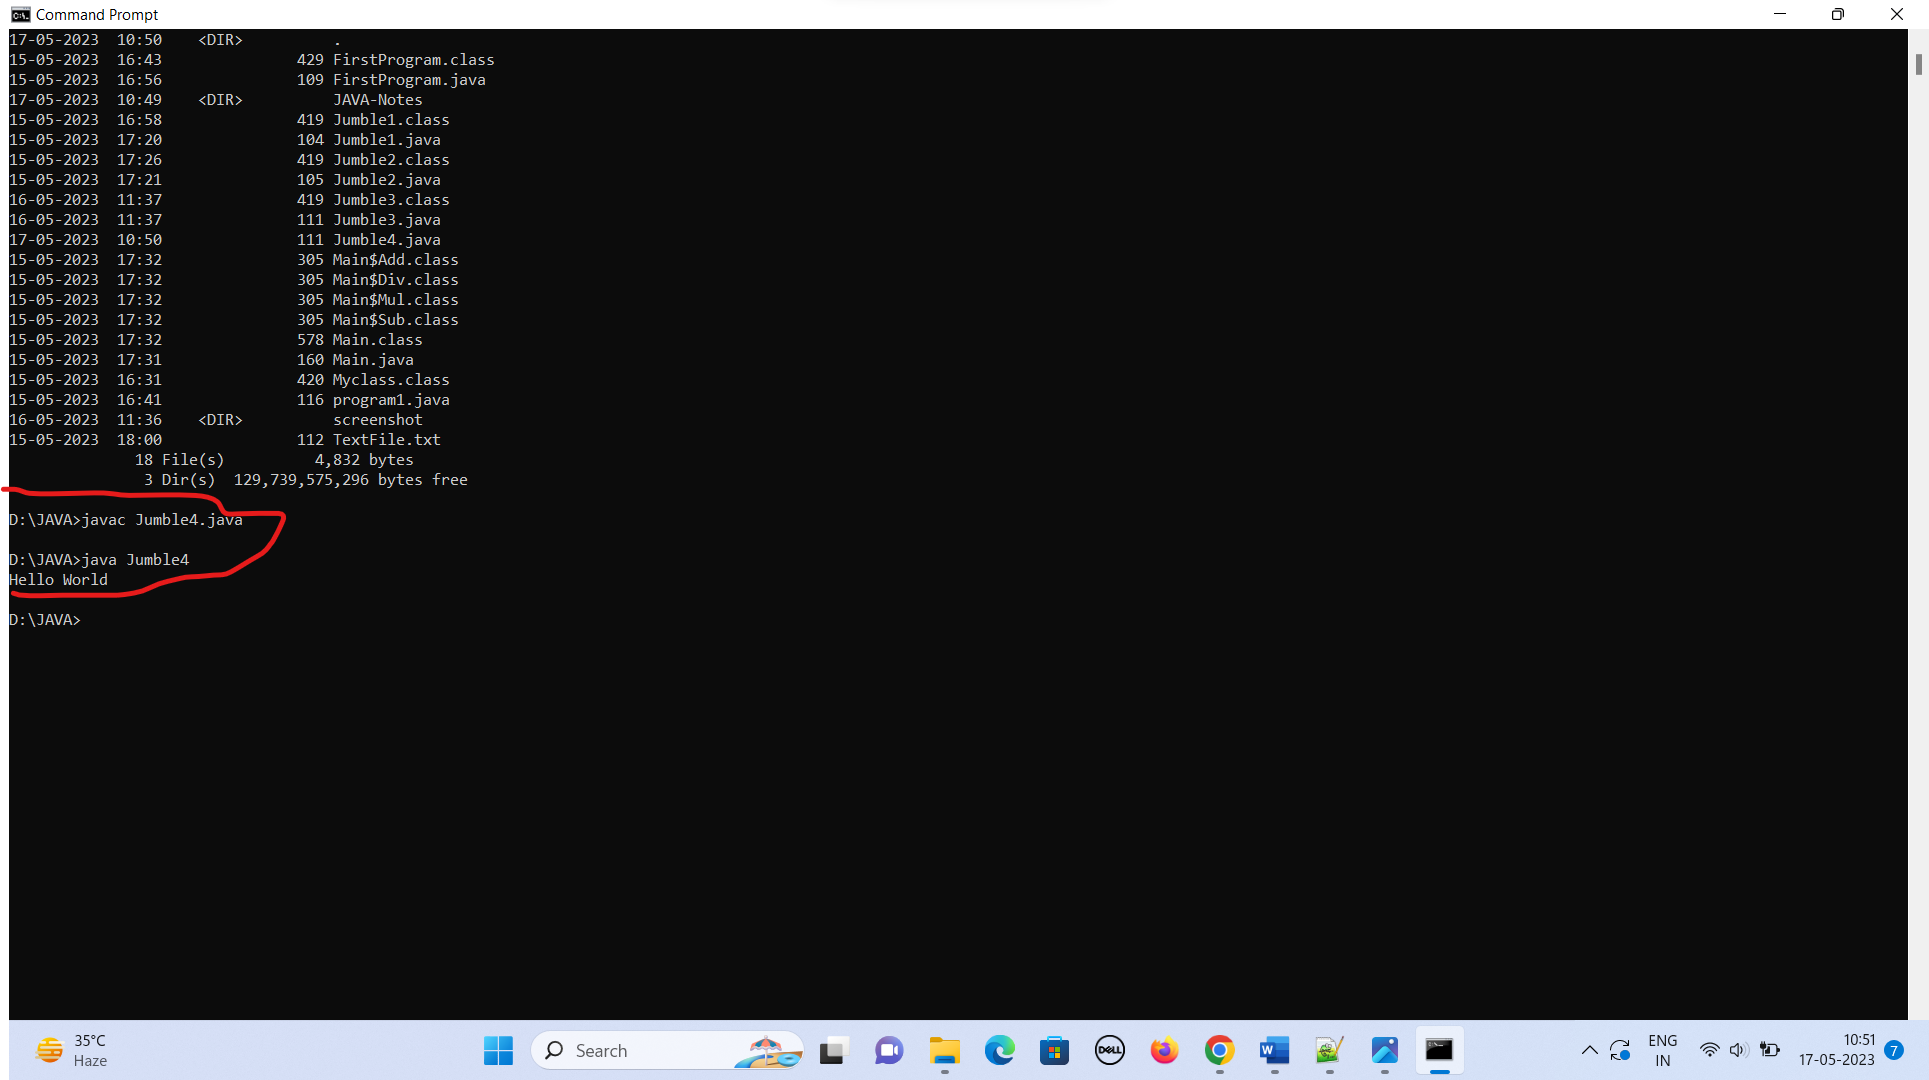 Command Prompt
17-05-2023  10:50    <DIR>          .
15-05-2023  16:43               429 FirstProgram.class
15-05-2023  16:56               109 FirstProgram.java
17-05-2023  10:49    <DIR>          JAVA-Notes
15-05-2023  16:58               419 Jumble1.class
15-05-2023  17:20               104 Jumble1.java
15-05-2023  17:26               419 Jumble2.class
15-05-2023  17:21               105 Jumble2.java
16-05-2023  11:37               419 Jumble3.class
16-05-2023  11:37               111 Jumble3.java
17-05-2023  10:50               111 Jumble4.java
15-05-2023  17:32               305 Main$Add.class
15-05-2023  17:32               305 Main$Div.class
15-05-2023  17:32               305 Main$Mul.class
15-05-2023  17:32               305 Main$Sub.class
15-05-2023  17:32               578 Main.class
15-05-2023  17:31               160 Main.java
15-05-2023  16:31               420 Myclass.class
15-05-2023  16:41               116 program1.java
16-05-2023  11:36    <DIR>          screenshot
15-05-2023  18:00               112 TextFile.txt
18 File(s)          4,832 bytes
3 Dir(s)  129,739,575,296 bytes free
D:\JAVA>javac Jumble4.java
D:\JAVA>java Jumble4
Hello World
D:\JAVA>
35°C
Haze
Search
DELL
W
ENG
IN
10:51
17-05-2023
7